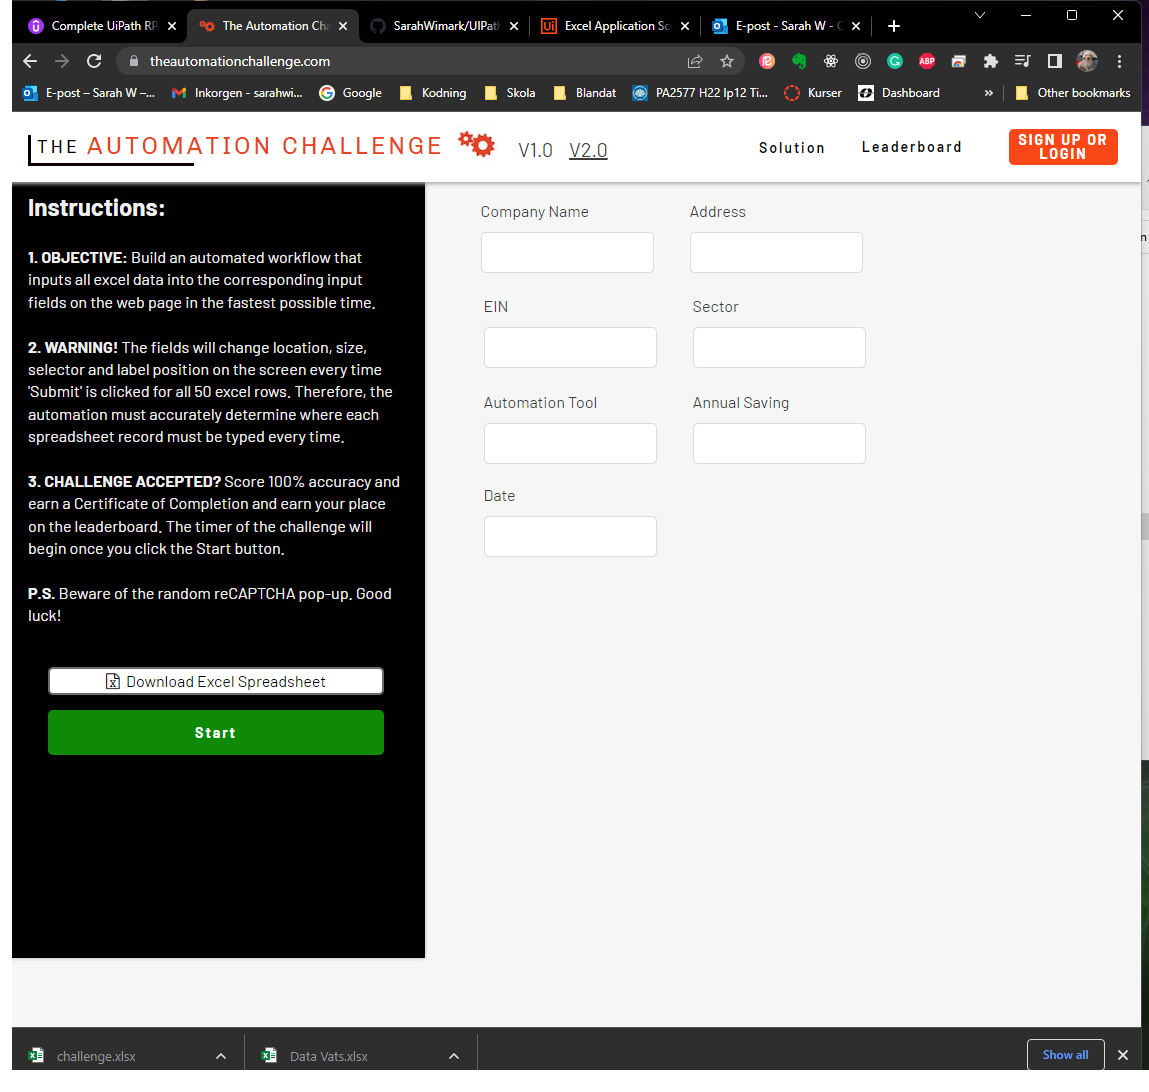 Complete UiPath RP
The Automation Cha
SarahWimark/UIPath
Excel Application Sc
E-post - Sarah W - O
theautomationchallenge.com
E-post – Sarah W –...
Inkorgen - sarahwi...
Google
Kodning
Skola
Blandat
PA2577 H22 lp12 Ti...
Kurser
Dashboard
»
Other bookmarks
THE AUTOMATION CHALLENGE
V1.0 V2.0
Solution
Leaderboard
SIGN UP OR
LOGIN
Instructions:
1. OBJECTIVE: Build an automated workflow that
inputs all excel data into the corresponding input
fields on the web page in the fastest possible time.
2. WARNING! The fields will change location, size,
selector and label position on the screen every time
'Submit' is clicked for all 50 excel rows. Therefore, the
automation must accurately determine where each
spreadsheet record must be typed every time.
3. CHALLENGE ACCEPTED? Score 100% accuracy and
earn a Certificate of Completion and earn your place
on the leaderboard. The timer of the challenge will
begin once you click the Start button.
P.S. Beware of the random reCAPTCHA pop-up. Good
luck!
Download Excel Spreadsheet
Start
Company Name
Address
EIN
Sector
Automation Tool
Annual Saving
Date
challenge.xlsx
Data Vats.xlsx
Show all